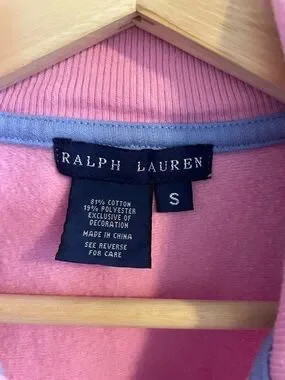 RALPH LAUREN
S
81% COTTON
19% POLYESTER
EXCLUSIVE OF
DECORATION
MADE IN CHINA
SEE REVERSE
FOR CARE